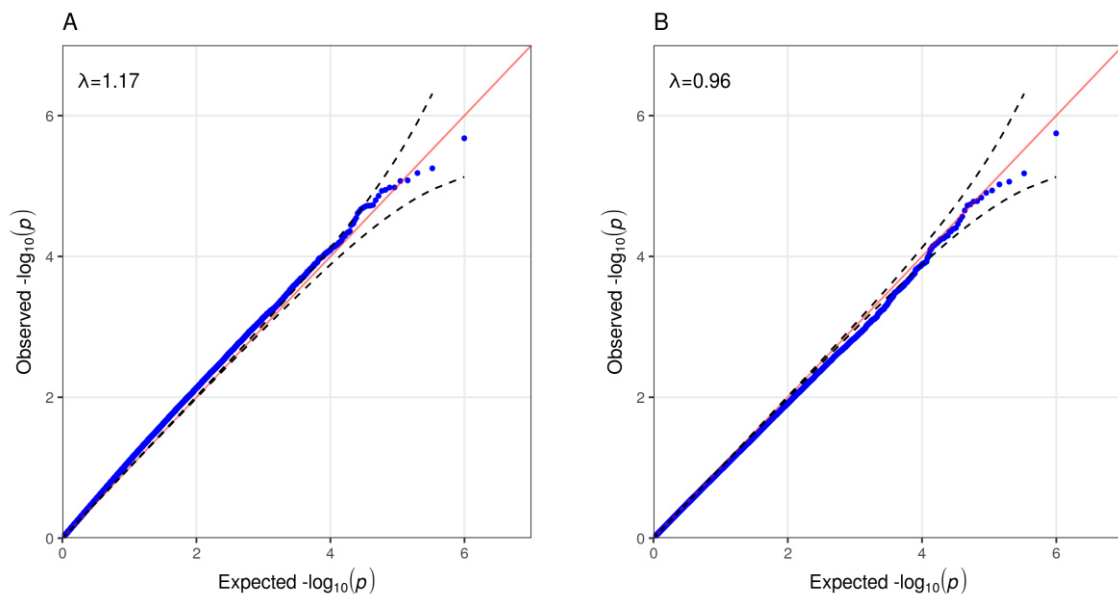 A
λ=1.17
6
4
2
0
0 2 4 6
Observed -log₁₀(p)
Expected -log₁₀(p)
B
λ=0.96
6
4
2
0
0 2 4 6
Observed -log₁₀(p)
Expected -log₁₀(p)